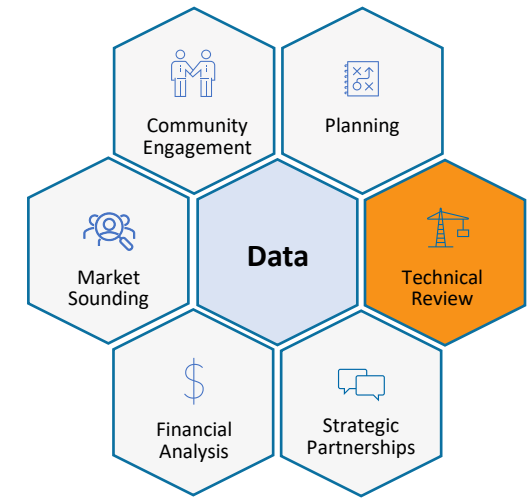 Community
Engagement
Planning
Market
Sounding
Data
Technical
Review
Financial
Analysis
Strategic
Partnerships